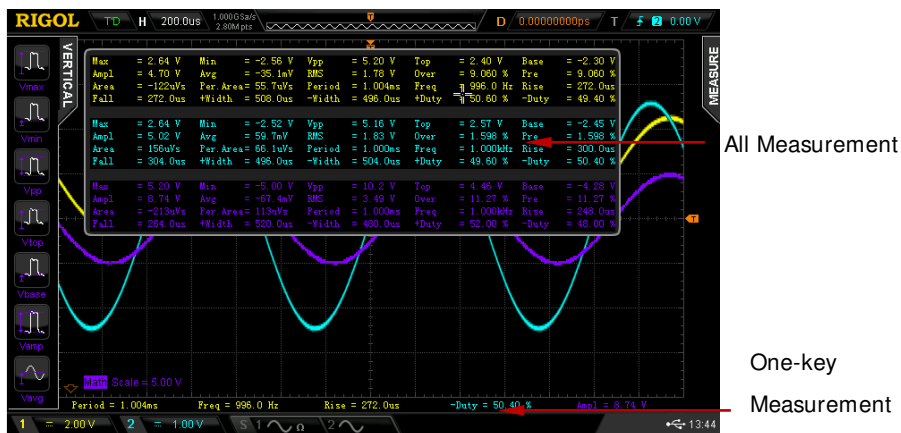 RIGOL T'D H 200.0us 1.000GSa/s 2.80Mpts D 0.00000000ps T 2 0.00 V
VERTICAL
MEASURE
Vmax
Vmin
Vpp
Vtop
Vbase
Vamp
Vavg
Max = 2.64 V Min = -2.56 V Vpp = 5.20 V Top = 2.40 V Base = -2.30 V
Ampl = 4.70 V Avg = -35.1mV RMS = 1.78 V Over = 9.060 % Pre = 9.060 %
Area = -122uVs Per.Area= 55.7uVs Period = 1.004ms Freq = 996.0 Hz Rise = 272.0us
Fall = 272.0us +Width = 508.0us -Width = 496.0us +Duty = 50.60 % -Duty = 49.40 %
Max = 2.64 V Min = -2.52 V Vpp = 5.16 V Top = 2.57 V Base = -2.45 V
Ampl = 5.02 V Avg = 59.7mV RMS = 1.83 V Over = 1.598 % Pre = 1.598 %
Area = 156uVs Per.Area= 66.1uVs Period = 1.000ms Freq = 1.000kHz Rise = 300.0us
Fall = 304.0us +Width = 496.0us -Width = 504.0us +Duty = 49.60 % -Duty = 50.40 %
Max = 5.20 V Min = -5.00 V Vpp = 10.2 V Top = 4.46 V Base = -4.28 V
Ampl = 8.74 V Avg = -67.4mV RMS = 3.49 V Over = 11.27 % Pre = 11.27 %
Area = -213uVs Per.Area= 113uVs Period = 1.000ms Freq = 1.000kHz Rise = 248.0us
Fall = 264.0us +Width = 520.0us -Width = 480.0us +Duty = 52.00 % -Duty = 48.00 %
All Measurement
T
Math Scale = 5.00 V
Period = 1.004ms Freq = 996.0 Hz Rise = 272.0us -Duty = 50.40 % Ampl = 8.74 V
One-key
Measurement
1 = 2.00 V 2 = 1.00 V S 1 Ω 2 13:44